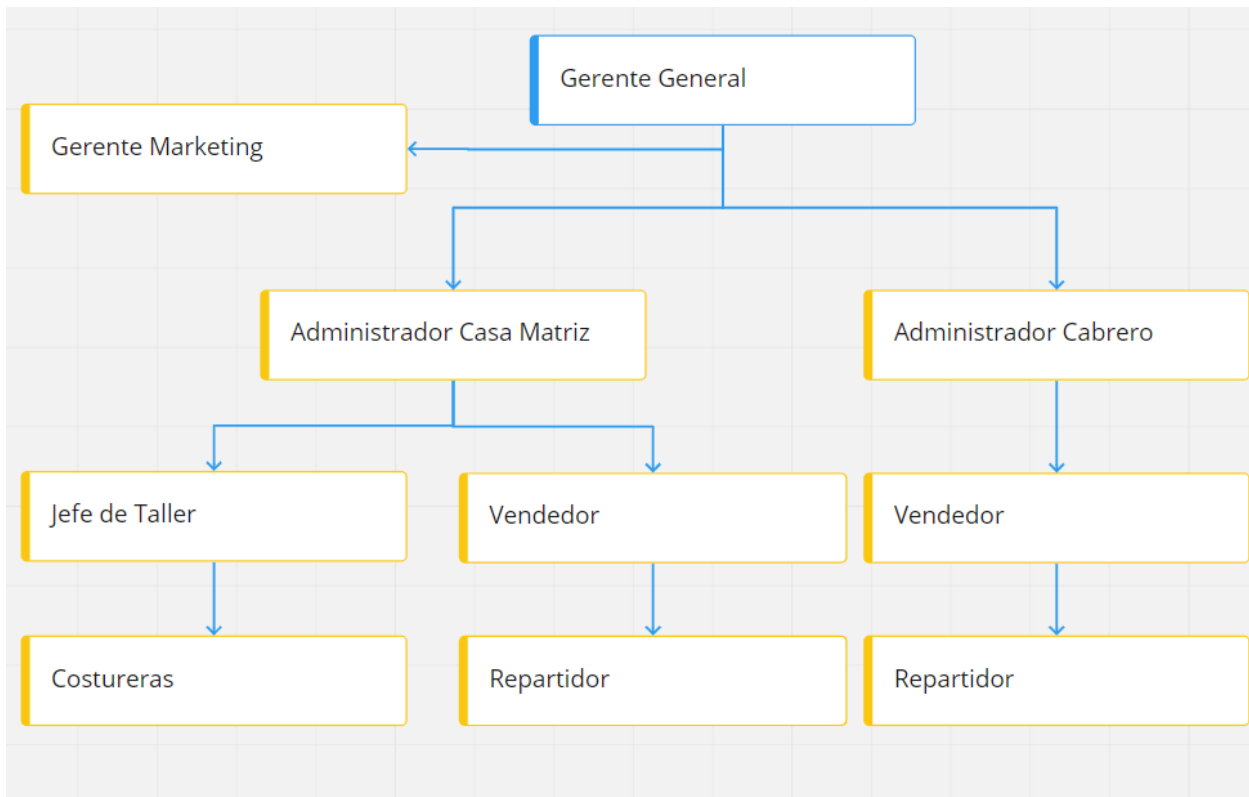 Gerente General
Gerente Marketing
Administrador Casa Matriz
Administrador Cabrero
Jefe de Taller
Vendedor
Vendedor
Costureras
Repartidor
Repartidor